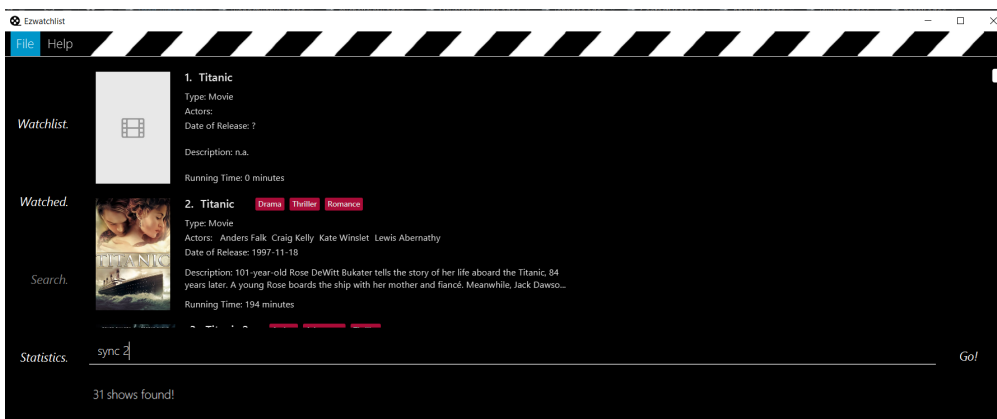 Ezwatchlist
File Help
Watchlist.
Watched.
Search.
Statistics.
1. Titanic
Type: Movie
Actors:
Date of Release: ?
Description: n.a.
Running Time: 0 minutes
TITANIC
2. Titanic Drama Thriller Romance
Type: Movie
Actors: Anders Falk Craig Kelly Kate Winslet Lewis Abernathy
Date of Release: 1997-11-18
Description: 101-year-old Rose DeWitt Bukater tells the story of her life aboard the Titanic, 84
years later. A young Rose boards the ship with her mother and fiancé. Meanwhile, Jack Dawso...
Running Time: 194 minutes
sync 2
Go!
31 shows found!